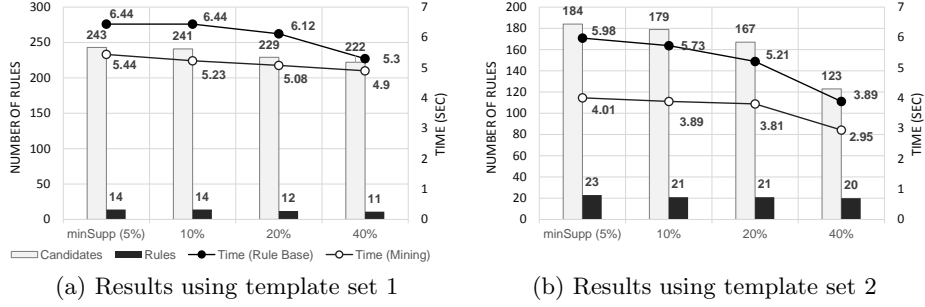 6.44 6.44 6.12 5.3
243 241 229 222
5.44 5.23 5.08 4.9
14 14 12 11
NUMBER OF RULES
300
250
200
150
100
50
0
7
6
5
4
3
2
1
0
TIME (SEC)
minSupp (5%) 10% 20% 40%
Candidates Rules Time (Rule Base) Time (Mining)
(a) Results using template set 1
184 179 167 123
5.98 5.73 5.21 3.89
4.01 3.89 3.81 2.95
23 21 21 20
NUMBER OF RULES
200
180
160
140
120
100
80
60
40
20
0
7
6
5
4
3
2
1
0
TIME (SEC)
minSupp (5%) 10% 20% 40%
(b) Results using template set 2